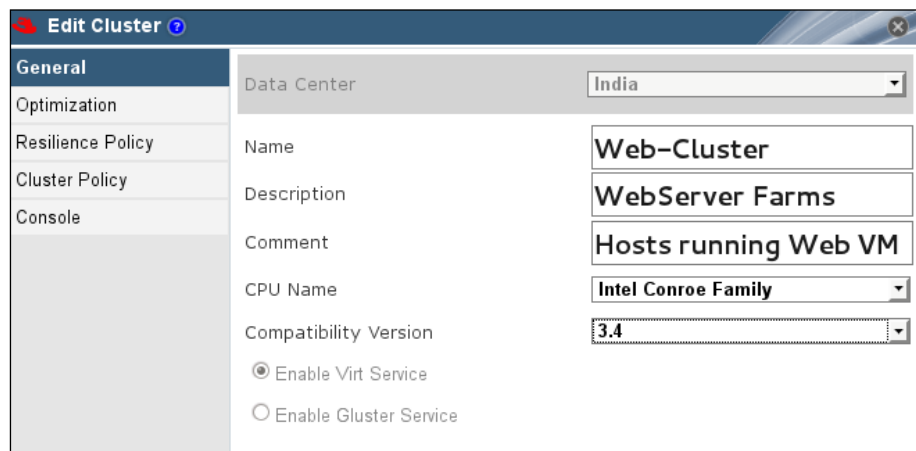 Edit Cluster ?
General
Optimization
Resilience Policy
Cluster Policy
Console
Data Center India
Name Web-Cluster
Description WebServer Farms
Comment Hosts running Web VM
CPU Name Intel Conroe Family
Compatibility Version 3.4
Enable Virt Service
Enable Gluster Service